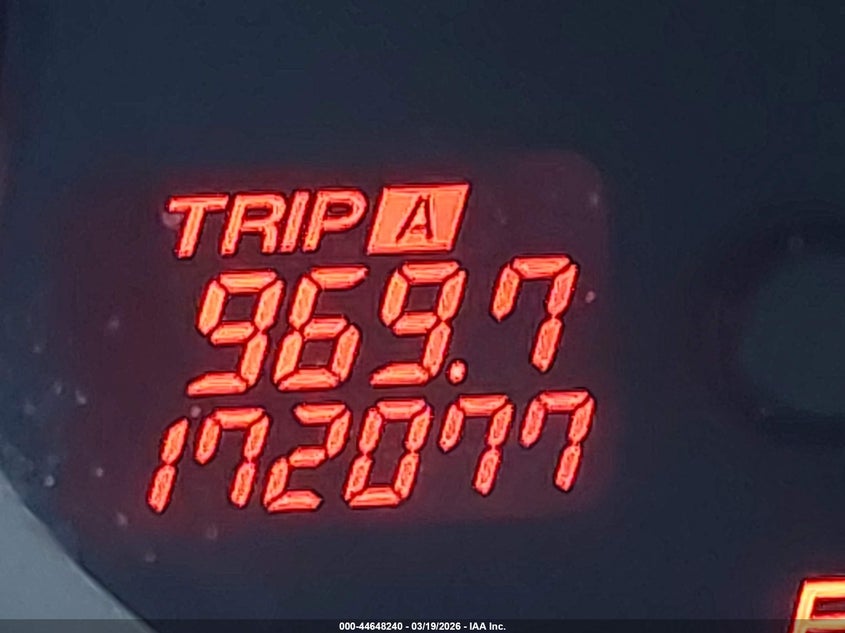 TRIP A
969.7
172077
E
000-44648240 - 03/19/2026 - IAA Inc.